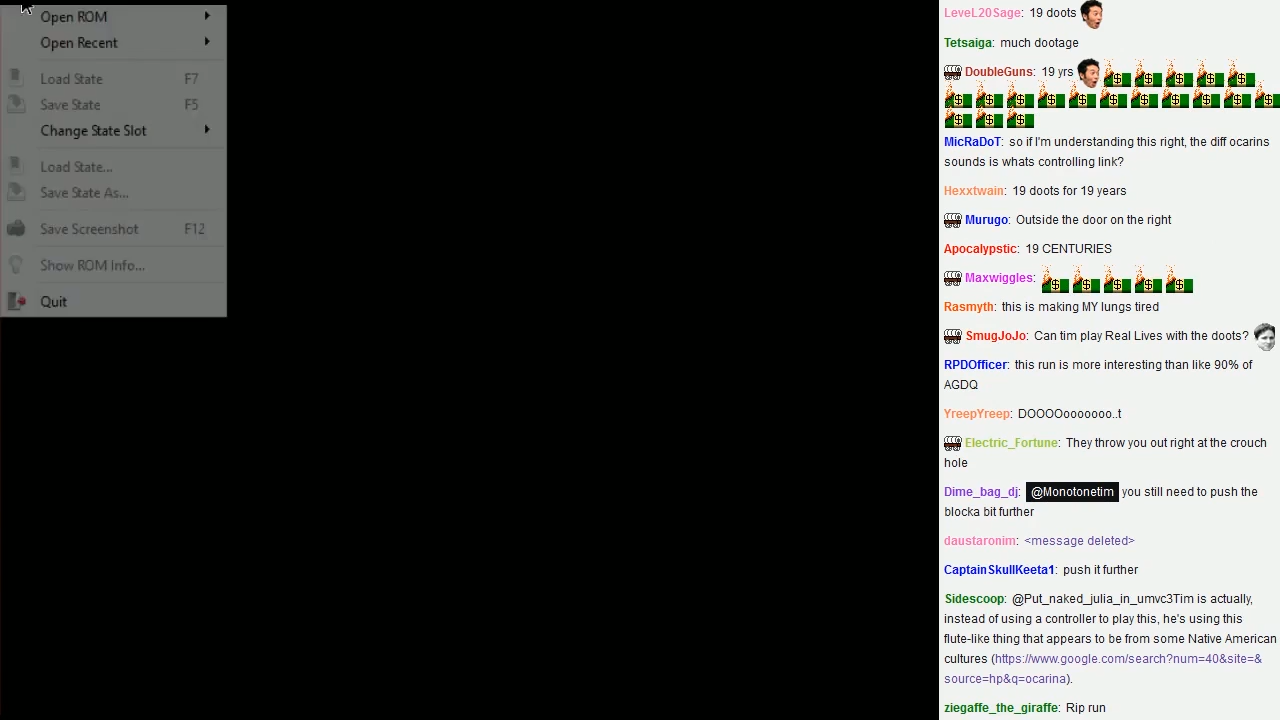 Open ROM
Open Recent
Load State F7
Save State F5
Change State Slot
Load State...
Save State As...
Save Screenshot F12
Show ROM Info...
Quit
LeveL20Sage: 19 doots
Tetsaiga: much dootage
DoubleGuns: 19 yrs
MicRaDoT: so if I'm understanding this right, the diff ocarins
sounds is whats controlling link?
Hexxtwain: 19 doots for 19 years
Murugo: Outside the door on the right
Apocalypstic: 19 CENTURIES
Maxwiggles:
Rasmyth: this is making MY lungs tired
SmugJoJo: Can tim play Real Lives with the doots?
RPDOfficer: this run is more interesting than like 90% of
AGDQ
YreepYreep: DOOOOooooooo..t
Electric_Fortune: They throw you out right at the crouch
hole
Dime_bag_dj: @Monotonetim you still need to push the
blocka bit further
daustaronim: <message deleted>
CaptainSkullKeeta1: push it further
Sidescoop: @Put_naked_julia_in_umvc3Tim is actually,
instead of using a controller to play this, he's using this
flute-like thing that appears to be from some Native American
cultures (https://www.google.com/search?num=40&site=&
source=hp&q=ocarina).
ziegaffe_the_giraffe: Rip run